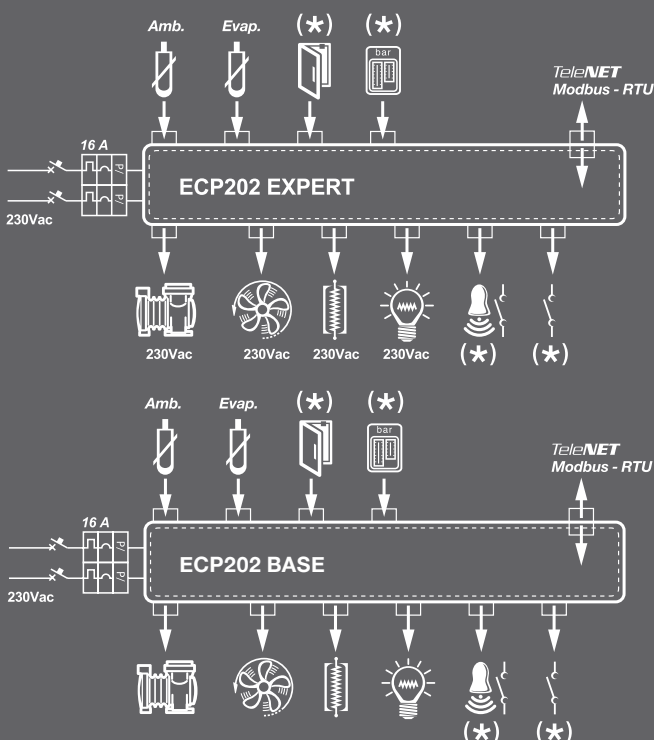 Amb. Evap. (*) (*)
bar
TeleNET
Modbus - RTU
16 A
P/
ECP202 EXPERT
P/
230Vac
230Vac 230Vac 230Vac 230Vac (*) (*)
Amb. Evap. (*) (*)
bar
TeleNET
Modbus - RTU
16 A
P/
ECP202 BASE
P/
230Vac
(*) (*)